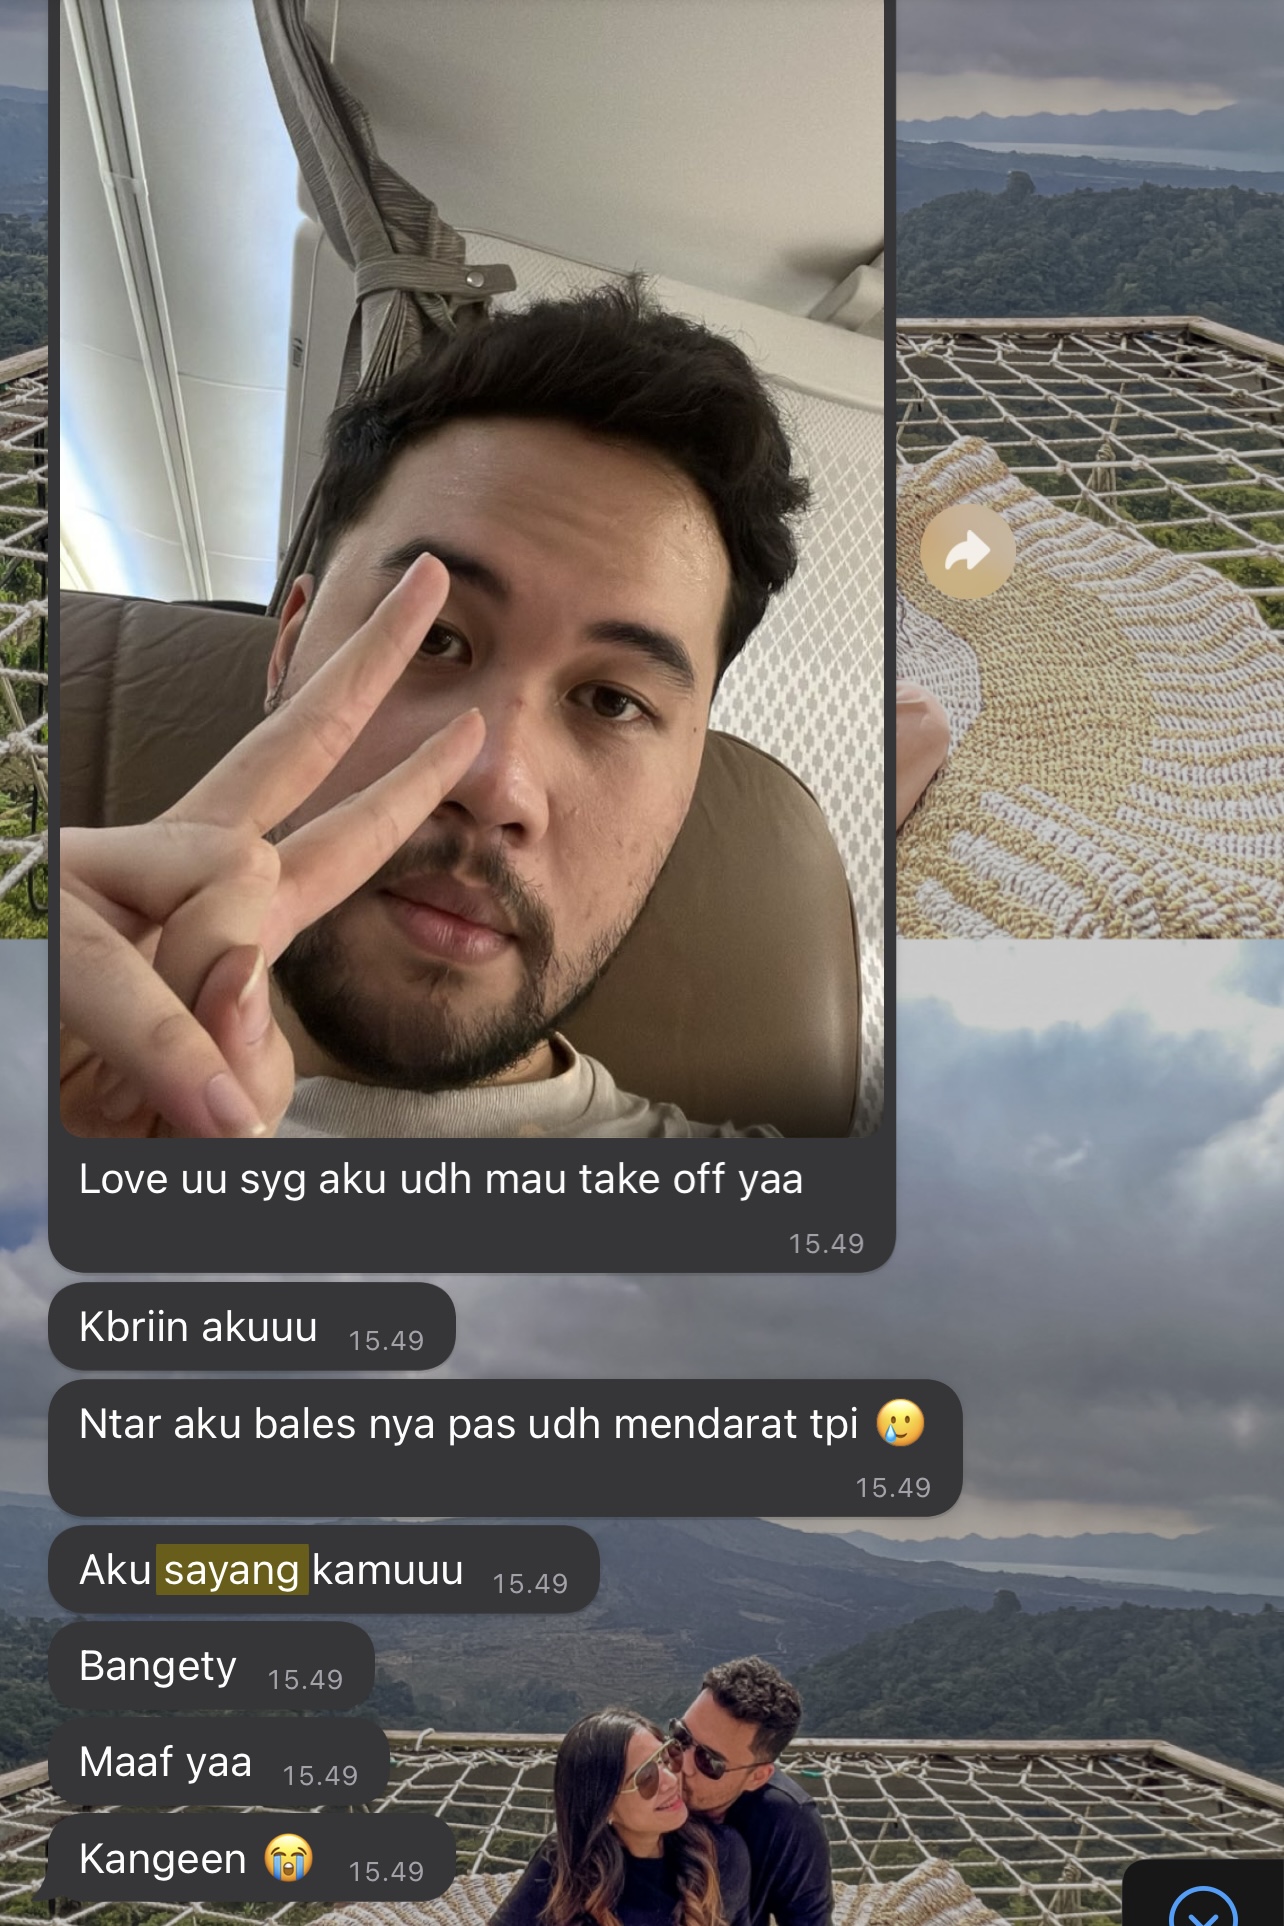 Love uu syg aku udh mau take off yaa
15.49
Kbriin akuuu 15.49
Ntar aku bales nya pas udh mendarat tpi 🥲
15.49
Aku sayang kamuuu 15.49
Bangety 15.49
Maaf yaa 15.49
Kangeen 😭 15.49